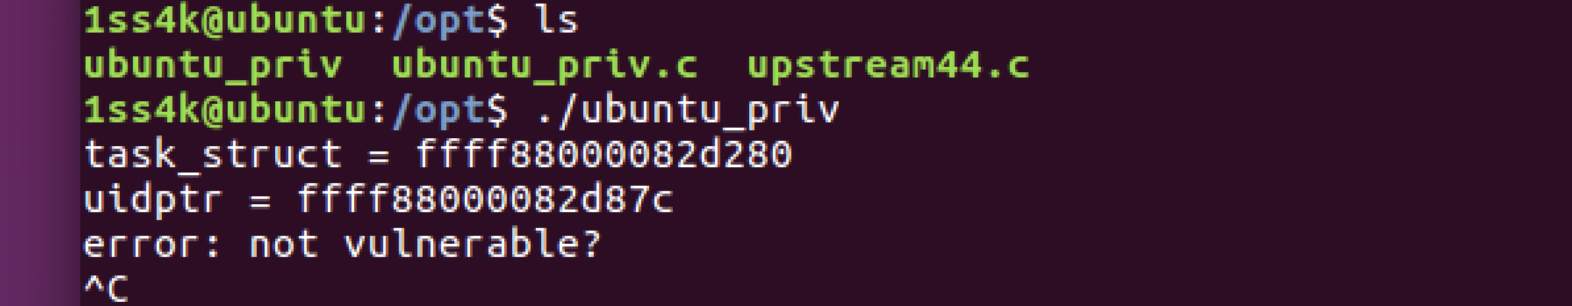 1ss4k@ubuntu:/opt$ ls
ubuntu_priv  ubuntu_priv.c  upstream44.c
1ss4k@ubuntu:/opt$ ./ubuntu_priv
task_struct = ffff88000082d280
uidptr = ffff88000082d87c
error: not vulnerable?
^C